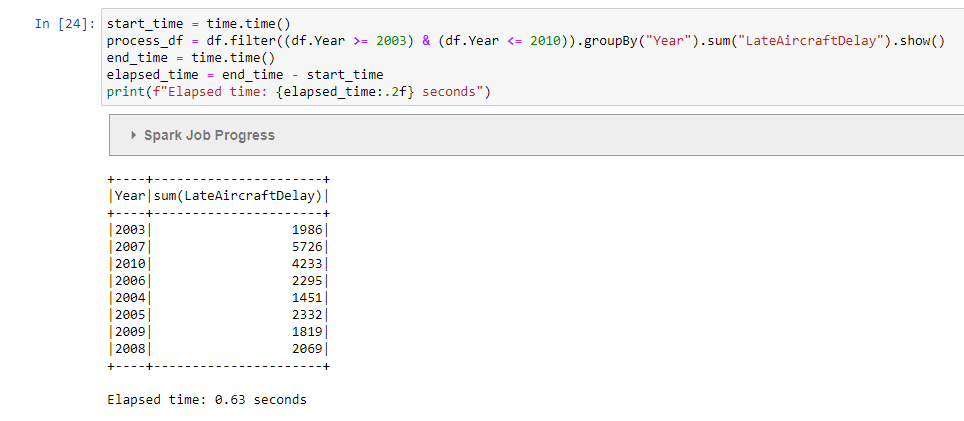 In [24]: start_time = time.time()
process_df = df.filter((df.Year >= 2003) & (df.Year <= 2010)).groupBy("Year").sum("LateAircraftDelay").show()
end_time = time.time()
elapsed_time = end_time - start_time
print(f"Elapsed time: {elapsed_time:.2f} seconds")
Spark Job Progress
+----+----------------------+
|Year|sum(LateAircraftDelay)|
+----+----------------------+
|2003|                  1986|
|2007|                  5726|
|2010|                  4233|
|2006|                  2295|
|2004|                  1451|
|2005|                  2332|
|2009|                  1819|
|2008|                  2069|
+----+----------------------+
Elapsed time: 0.63 seconds